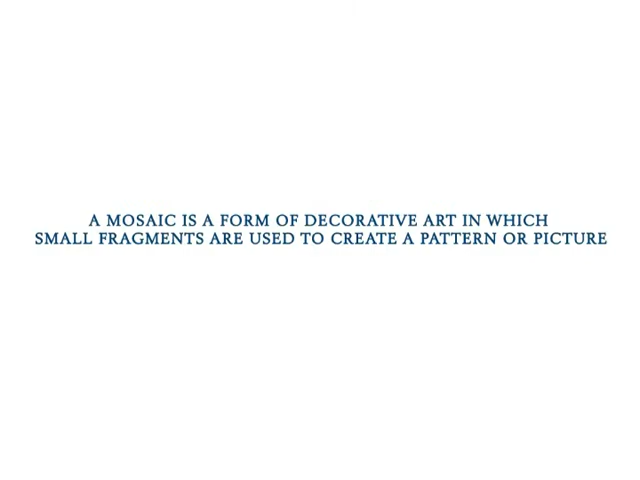 A MOSAIC IS A FORM OF DECORATIVE ART IN WHICH
SMALL FRAGMENTS ARE USED TO CREATE A PATTERN OR PICTURE